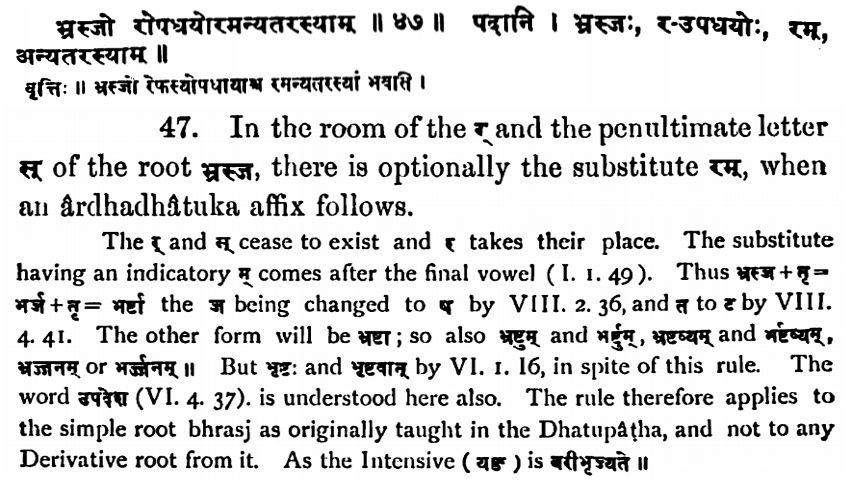 भ्रस्जो रोपधयोरमन्यतरस्याम् ॥ ४७ ॥ पदानि । भ्रस्जः, र-उपधयोः, रम्,
अन्यतरस्याम् ॥
वृत्तिः ॥ भ्रस्जो रेफस्योपधायाश्च रमन्यतरस्यां भवति ।
47. In the room of the र् and the penultimate letter
स् of the root भ्रस्ज, there is optionally the substitute रम्, when
an ârdhadhâtuka affix follows.
The र् and स् cease to exist and र takes their place. The substitute
having an indicatory म् comes after the final vowel (I. 1. 49). Thus भ्रस्ज + तृ =
भर्ज + तृ = भर्ष्टा the ज being changed to ष by VIII. 2. 36, and त to ट by VIII.
4. 41. The other form will be भ्रष्टा ; so also भ्रष्टुम् and भर्ष्टुम्, भ्रष्टव्यम् and भर्ष्टव्यम्,
भ्रज्जनम् or भर्ज्जनम् ॥ But भृष्टः and भृष्टवान् by VI. 1. 16, in spite of this rule. The
word उपदेश (VI. 4. 37). is understood here also. The rule therefore applies to
the simple root bhrasj as originally taught in the Dhatupâṭha, and not to any
Derivative root from it. As the Intensive ( यङ् ) is बरीभृज्यते ॥